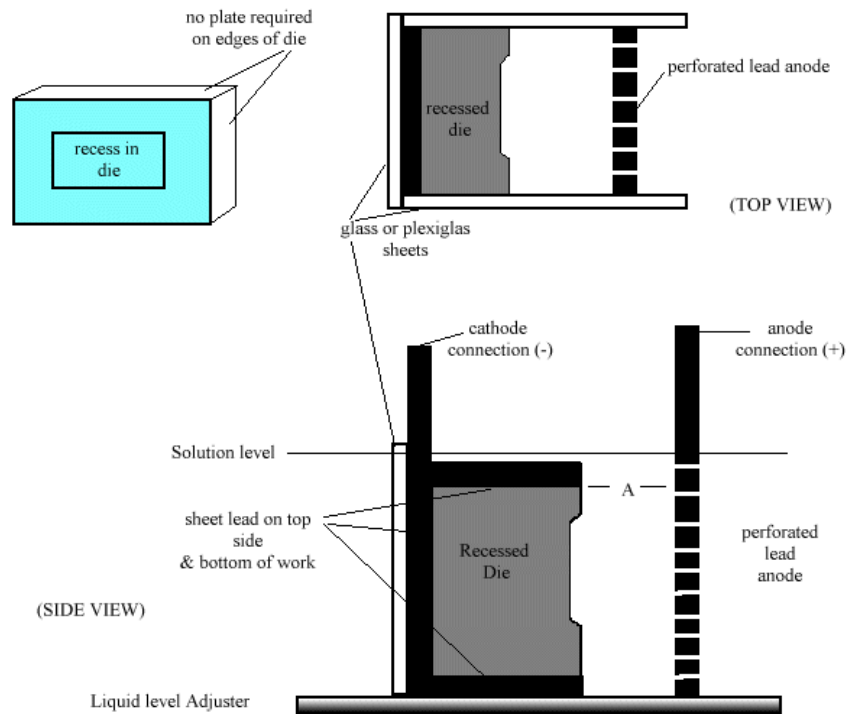 no plate required
on edges of die
recess in
die
recessed
die
perforated lead anode
(TOP VIEW)
glass or plexiglas
sheets
cathode
connection (-)
anode
connection (+)
Solution level
A
sheet lead on top
side
& bottom of work
Recessed
Die
perforated
lead
anode
(SIDE VIEW)
Liquid level Adjuster